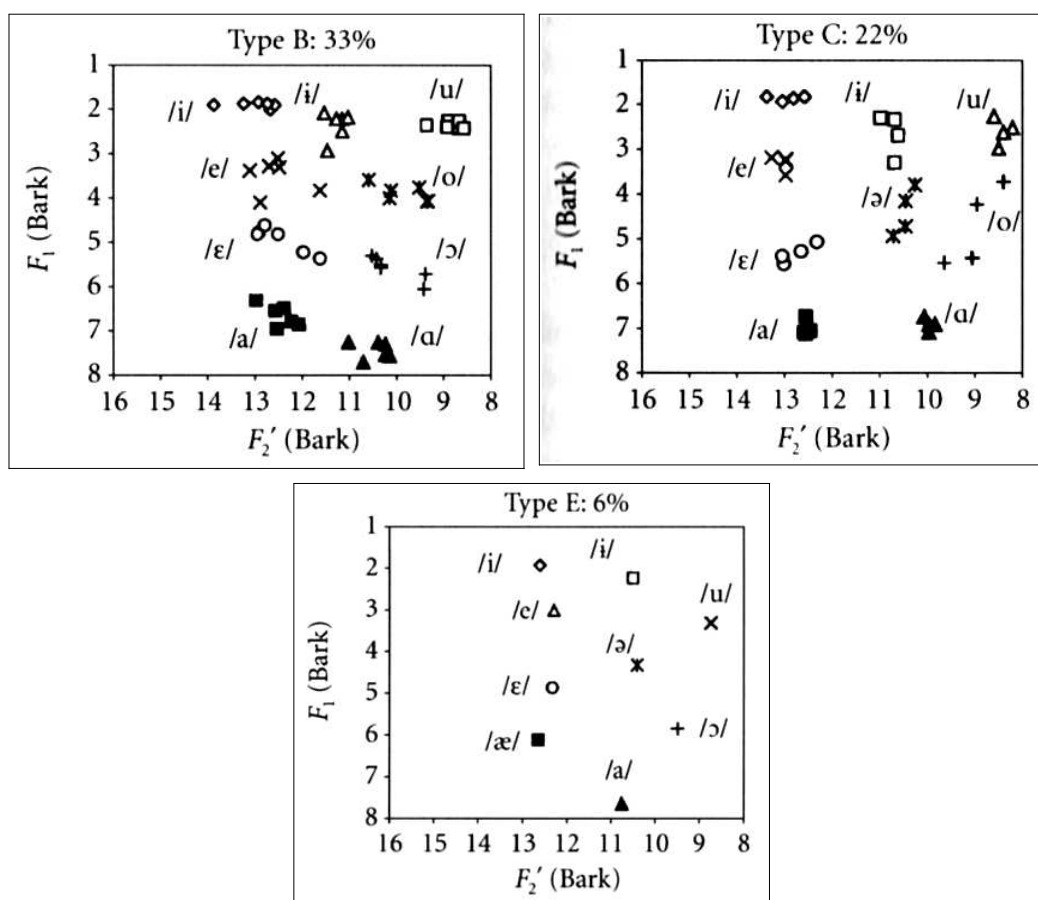 Type B: 33%
1
2
3
4
5
6
7
8
F₁ (Bark)
/i/
/ɨ/
/u/
/e/
/o/
/ɛ/
/ɔ/
/a/
/ɑ/
16 15 14 13 12 11 10 9 8
F₂′ (Bark)
Type C: 22%
1
2
3
4
5
6
7
8
F₁ (Bark)
/i/
/ɨ/
/u/
/e/
/ə/
/o/
/ɛ/
/a/
/ɑ/
16 15 14 13 12 11 10 9 8
F₂′ (Bark)
Type E: 6%
1
2
3
4
5
6
7
8
F₁ (Bark)
/i/
/ɨ/
/e/
/u/
/ə/
/ɛ/
/ɔ/
/æ/
/a/
16 15 14 13 12 11 10 9 8
F₂′ (Bark)